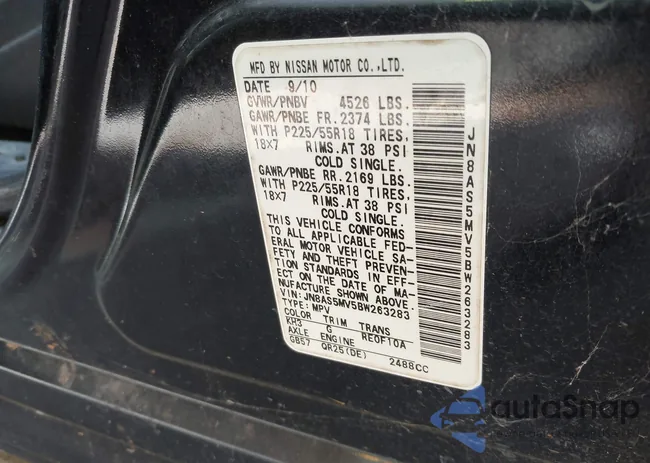 MFD BY NISSAN MOTOR CO.,LTD.
DATE 9/10
GVWR/PNBV 4526 LBS.
GAWR/PNBE FR.2374 LBS.
WITH P225/55R18 TIRES,
18X7 RIMS.AT 38 PSI
COLD SINGLE.
GAWR/PNBE RR.2169 LBS.
WITH P225/55R18 TIRES,
18X7 RIMS.AT 38 PSI
COLD SINGLE.
THIS VEHICLE CONFORMS
TO ALL APPLICABLE FED-
ERAL MOTOR VEHICLE SA-
FETY AND THEFT PREVEN-
TION STANDARDS IN EFF-
ECT ON THE DATE OF MA-
NUFACTURE SHOWN ABOVE.
VIN: JN8AS5MV5BW263283
TYPE: MPV
COLOR TRIM TRANS
KH3 G RE0F10A
AXLE ENGINE
GB57 QR25(DE) 2488CC
JN8AS5MV5BW263283
autoSnap